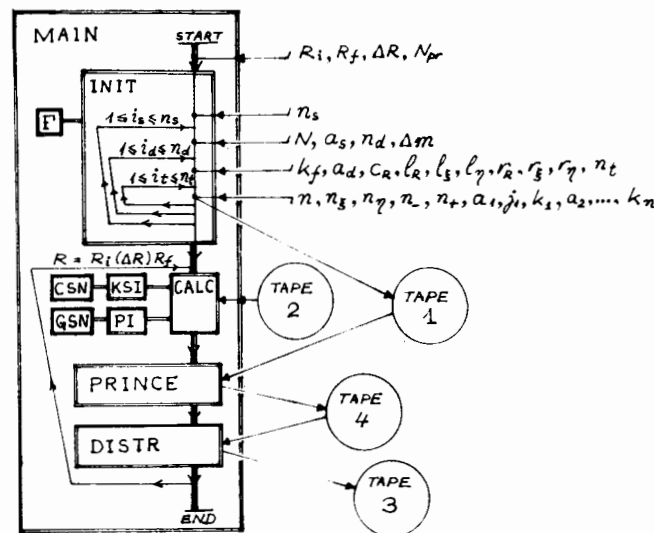 MAIN
START
R_i, R_f, ΔR, N_pr
INIT
F
1≤i_s≤n_s
n_s
N, a_s, n_d, Δm
1≤i_d≤n_d
k_f, a_d, c_R, l_R, l_ξ, l_η, r_R, r_ξ, r_η, n_t
1≤i_t≤n_t
n, n_ξ, n_η, n_-, n_+, a_1, j_1, k_1, a_2, .... k_n
R = R_i(ΔR)R_f
CSN KSI CALC
GSN PI
TAPE
2
TAPE
1
PRINCE
TAPE
4
DISTR
TAPE
3
END